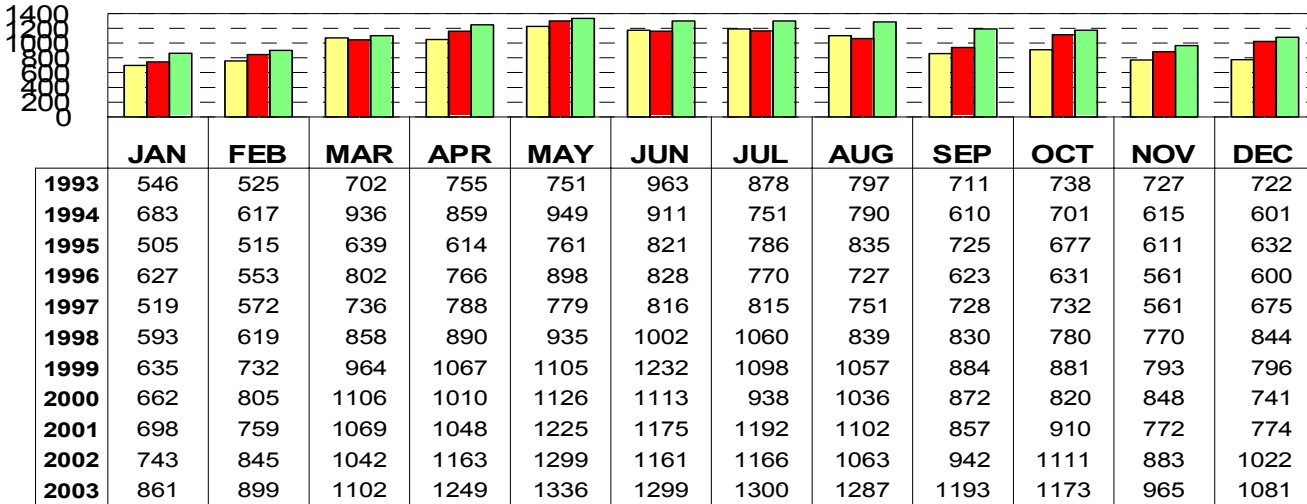 1400
1200
1000
800
600
400
200
0
JAN FEB MAR APR MAY JUN JUL AUG SEP OCT NOV DEC
1993 546 525 702 755 751 963 878 797 711 738 727 722
1994 683 617 936 859 949 911 751 790 610 701 615 601
1995 505 515 639 614 761 821 786 835 725 677 611 632
1996 627 553 802 766 898 828 770 727 623 631 561 600
1997 519 572 736 788 779 816 815 751 728 732 561 675
1998 593 619 858 890 935 1002 1060 839 830 780 770 844
1999 635 732 964 1067 1105 1232 1098 1057 884 881 793 796
2000 662 805 1106 1010 1126 1113 938 1036 872 820 848 741
2001 698 759 1069 1048 1225 1175 1192 1102 857 910 772 774
2002 743 845 1042 1163 1299 1161 1166 1063 942 1111 883 1022
2003 861 899 1102 1249 1336 1299 1300 1287 1193 1173 965 1081